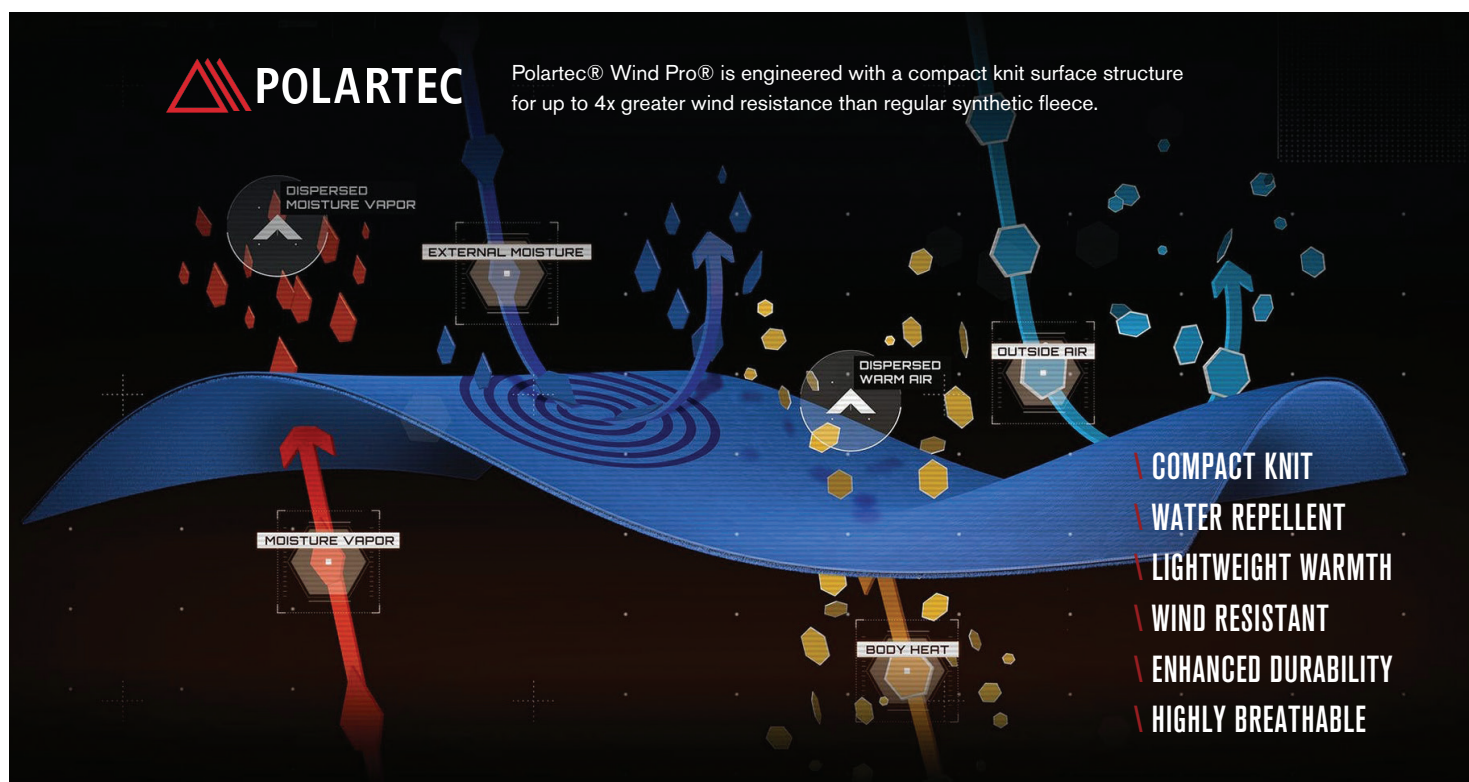 POLARTEC
Polartec® Wind Pro® is engineered with a compact knit surface structure
for up to 4x greater wind resistance than regular synthetic fleece.
DISPERSED
MOISTURE VAPOR
EXTERNAL MOISTURE
OUTSIDE AIR
DISPERSED
WARM AIR
MOISTURE VAPOR
BODY HEAT
\ COMPACT KNIT
\ WATER REPELLENT
\ LIGHTWEIGHT WARMTH
\ WIND RESISTANT
\ ENHANCED DURABILITY
\ HIGHLY BREATHABLE